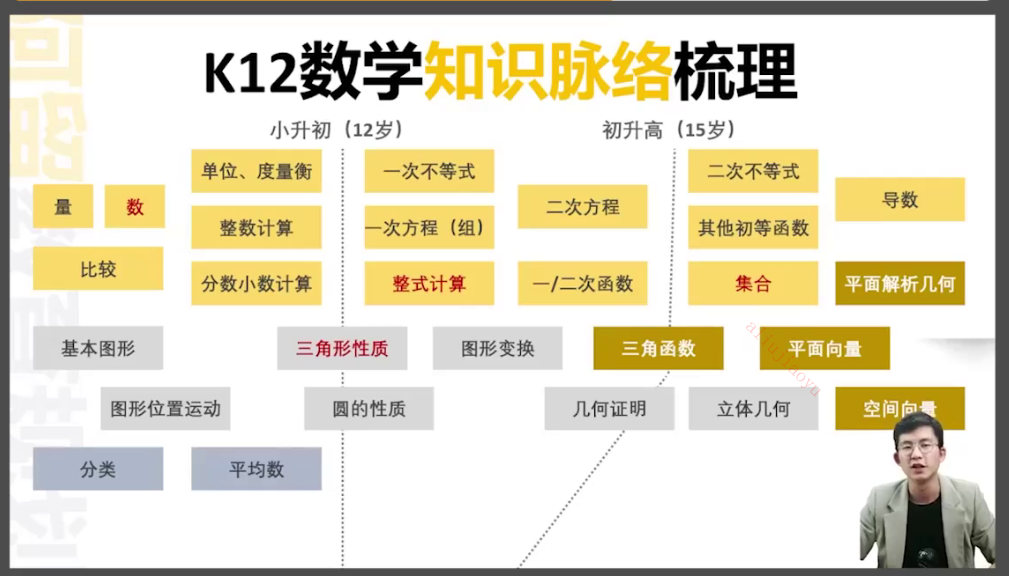 K12数学知识脉络梳理
小升初（12岁）
初升高（15岁）
单位、度量衡
一次不等式
二次不等式
量
数
二次方程
导数
整数计算
一次方程（组）
其他初等函数
比较
分数小数计算
整式计算
一/二次函数
集合
平面解析几何
基本图形
三角形性质
图形变换
三角函数
平面向量
图形位置运动
圆的性质
几何证明
立体几何
空间向量
分类
平均数